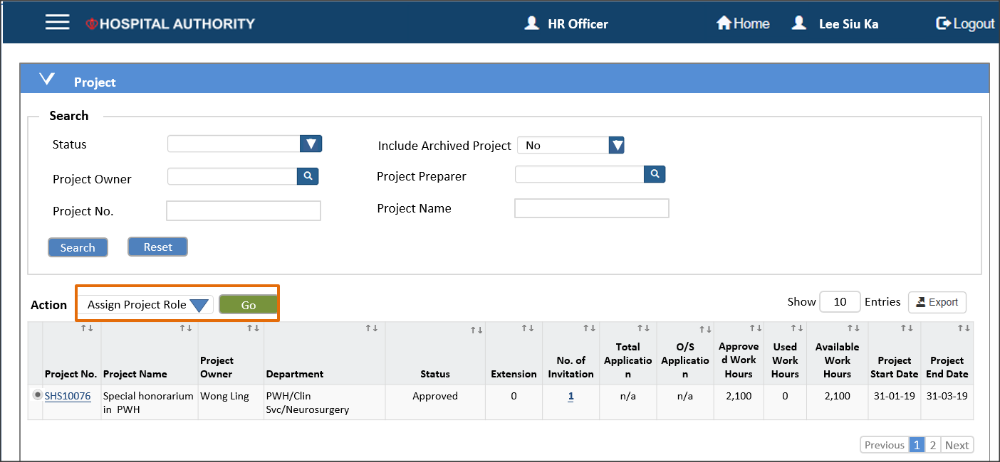 HOSPITAL AUTHORITY HR Officer Home Lee Siu Ka Logout
Project
Search
Status Include Archived Project No
Project Owner Project Preparer
Project No. Project Name
Search Reset
Action Assign Project Role Go Show 10 Entries Export
Project No. Project Name Project Owner Department Status Extension No. of Invitation Total Applicatio n O/S Applicatio n Approve d Work Hours Used Work Hours Available Work Hours Project Start Date Project End Date
SHS10076 Special honorarium Wong Ling PWH/Clin Approved 0 1 n/a n/a 2,100 0 2,100 31-01-19 31-03-19
in PWH Svc/Neurosurgery
Previous 1 2 Next